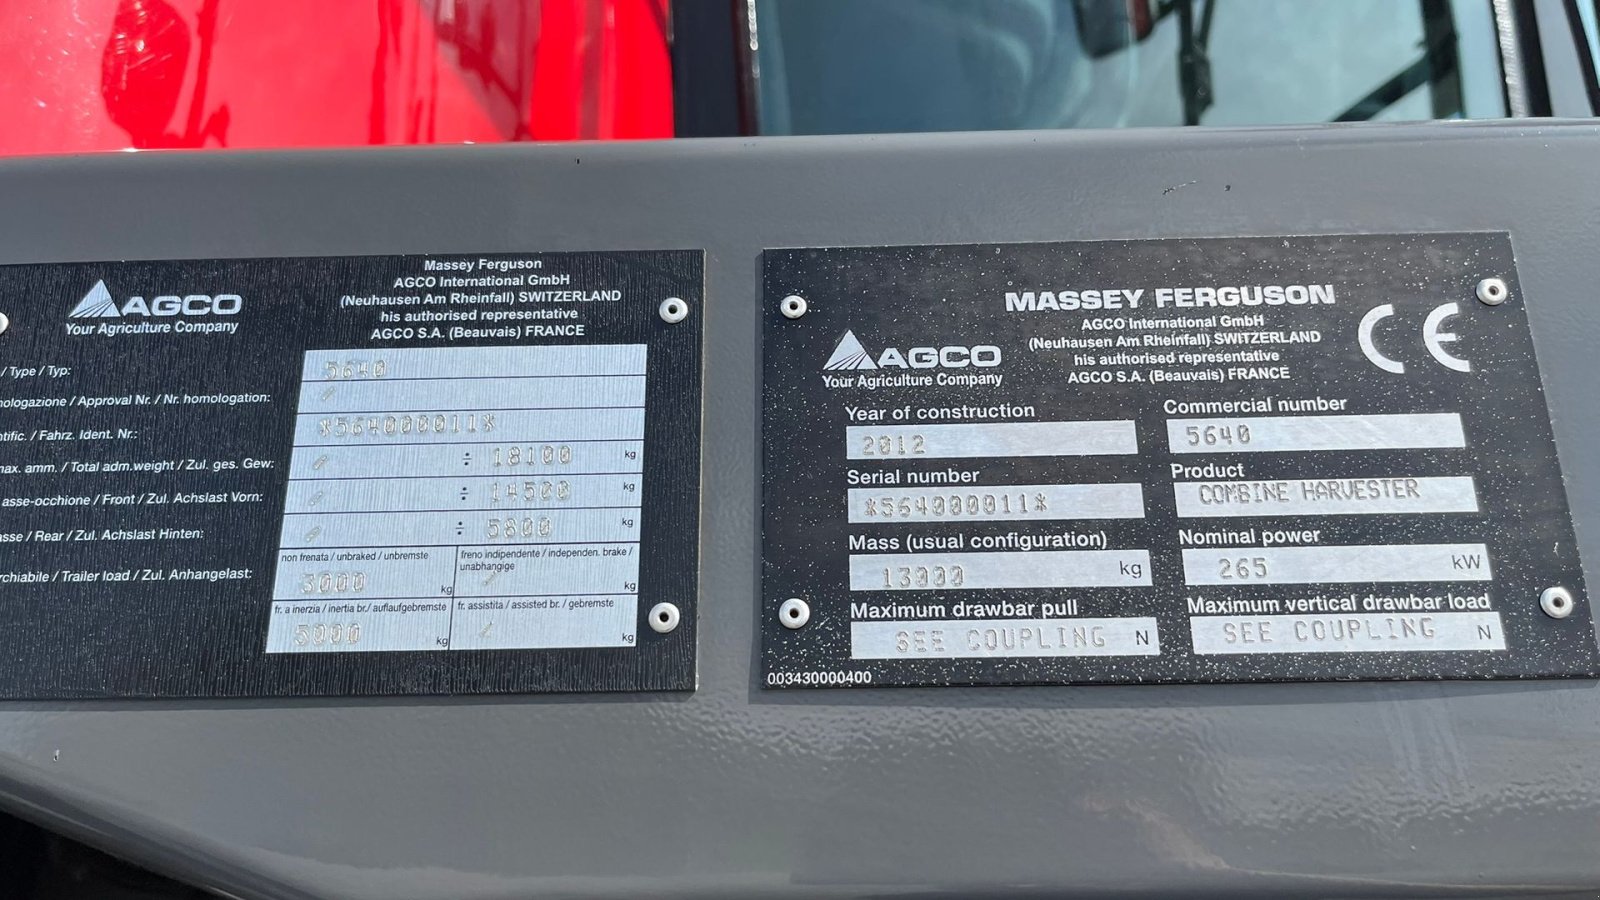 AGCO
Your Agriculture Company
Massey Ferguson
AGCO International GmbH
(Neuhausen Am Rheinfall) SWITZERLAND
his authorised representative
AGCO S.A. (Beauvais) FRANCE
/ Type / Typ: 5640
ologazione / Approval Nr. / Nr. homologation: /
ntific. / Fahrz. Ident. Nr.: *564000011*
max. amm. / Total adm.weight / Zul. ges. Gew: / ÷ 18100 kg
asse-occhione / Front / Zul. Achslast Vorn: / ÷ 14500 kg
asse / Rear / Zul. Achslast Hinten: / ÷ 5800 kg
rchiabile / Trailer load / Zul. Anhangelast:
non frenata / unbraked / unbremste
3000 kg
freno indipendente / independen. brake /
unabhangige
/ kg
fr. a inerzia / inertia br./ auflaufgebremste
5000 kg
fr. assistita / assisted br. / gebremste
/ kg
MASSEY FERGUSON
AGCO International GmbH
(Neuhausen Am Rheinfall) SWITZERLAND
his authorised representative
AGCO S.A. (Beauvais) FRANCE
CE
AGCO
Your Agriculture Company
Year of construction
2012
Commercial number
5640
Serial number
*564000011*
Product
COMBINE HARVESTER
Mass (usual configuration)
13000 kg
Nominal power
265 kW
Maximum drawbar pull
SEE COUPLING N
Maximum vertical drawbar load
SEE COUPLING N
003430000400